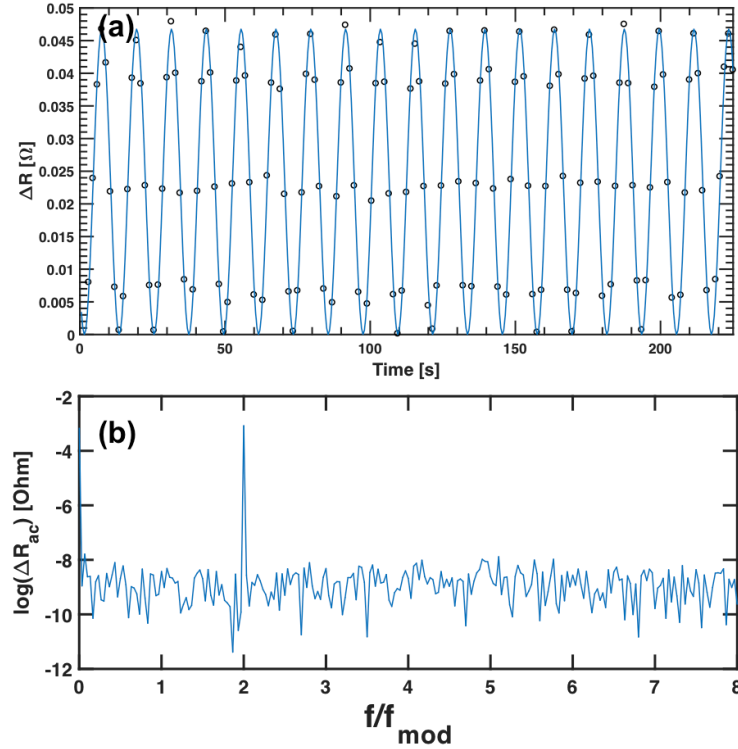 (a)
ΔR [Ω]
0.05
0.045
0.04
0.035
0.03
0.025
0.02
0.015
0.01
0.005
0
0 50 100 150 200
Time [s]
(b)
log(ΔR_ac) [Ohm]
-2
-4
-6
-8
-10
-12
0 1 2 3 4 5 6 7 8
f/f_mod